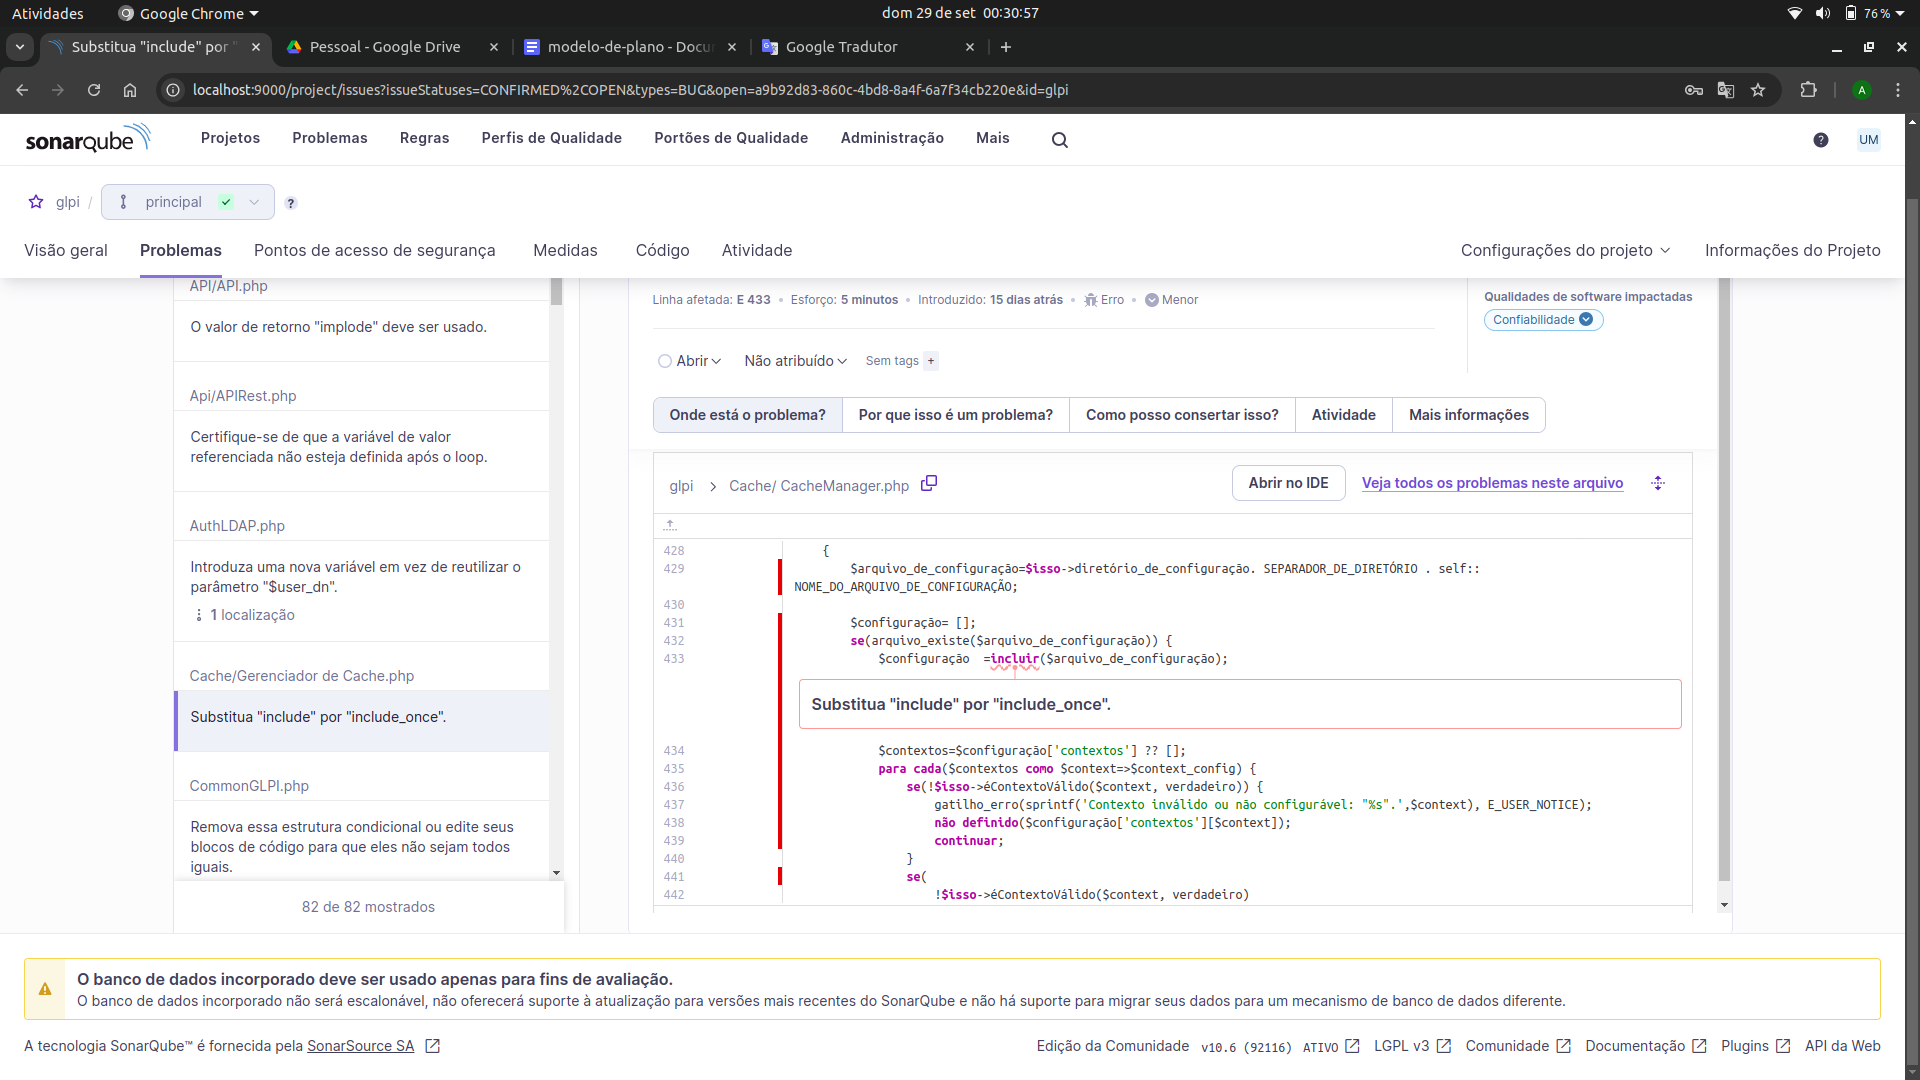 Atividades
Google Chrome
dom 29 de set 00:30:57
76 %
Substitua "include" por "
Pessoal - Google Drive
modelo-de-plano - Docu
Google Tradutor
localhost:9000/project/issues?issueStatuses=CONFIRMED%2COPEN&types=BUG&open=a9b92d83-860c-4bd8-8a4f-6a7f34cb220e&id=glpi
A
sonarqube
Projetos
Problemas
Regras
Perfis de Qualidade
Portões de Qualidade
Administração
Mais
?
UM
glpi /
principal
?
Visão geral
Problemas
Pontos de acesso de segurança
Medidas
Código
Atividade
Configurações do projeto
Informações do Projeto
API/API.php
O valor de retorno "implode" deve ser usado.
Api/APIRest.php
Certifique-se de que a variável de valor
referenciada não esteja definida após o loop.
AuthLDAP.php
Introduza uma nova variável em vez de reutilizar o
parâmetro "$user_dn".
1 localização
Cache/Gerenciador de Cache.php
Substitua "include" por "include_once".
CommonGLPI.php
Remova essa estrutura condicional ou edite seus
blocos de código para que eles não sejam todos
iguais.
82 de 82 mostrados
Linha afetada: E 433 • Esforço: 5 minutos • Introduzido: 15 dias atrás • Erro • Menor
Qualidades de software impactadas
Confiabilidade
Abrir
Não atribuído
Sem tags +
Onde está o problema?
Por que isso é um problema?
Como posso consertar isso?
Atividade
Mais informações
glpi > Cache/ CacheManager.php
Abrir no IDE
Veja todos os problemas neste arquivo
428 {
429 $arquivo_de_configuração=$isso->diretório_de_configuração. SEPARADOR_DE_DIRETÓRIO . self::
NOME_DO_ARQUIVO_DE_CONFIGURAÇÃO;
430
431 $configuração= [];
432 se(arquivo_existe($arquivo_de_configuração)) {
433 $configuração  =incluir($arquivo_de_configuração);
Substitua "include" por "include_once".
434 $contextos=$configuração['contextos'] ?? [];
435 para cada($contextos como $context=>$context_config) {
436 se(!$isso->éContextoVálido($context, verdadeiro)) {
437 gatilho_erro(sprintf('Contexto inválido ou não configurável: "%s".',$context), E_USER_NOTICE);
438 não definido($configuração['contextos'][$context]);
439 continuar;
440 }
441 se(
442 !$isso->éContextoVálido($context, verdadeiro)
O banco de dados incorporado deve ser usado apenas para fins de avaliação.
O banco de dados incorporado não será escalonável, não oferecerá suporte à atualização para versões mais recentes do SonarQube e não há suporte para migrar seus dados para um mecanismo de banco de dados diferente.
A tecnologia SonarQube™ é fornecida pela SonarSource SA
Edição da Comunidade
v10.6 (92116)
ATIVO
LGPL v3
Comunidade
Documentação
Plugins
API da Web